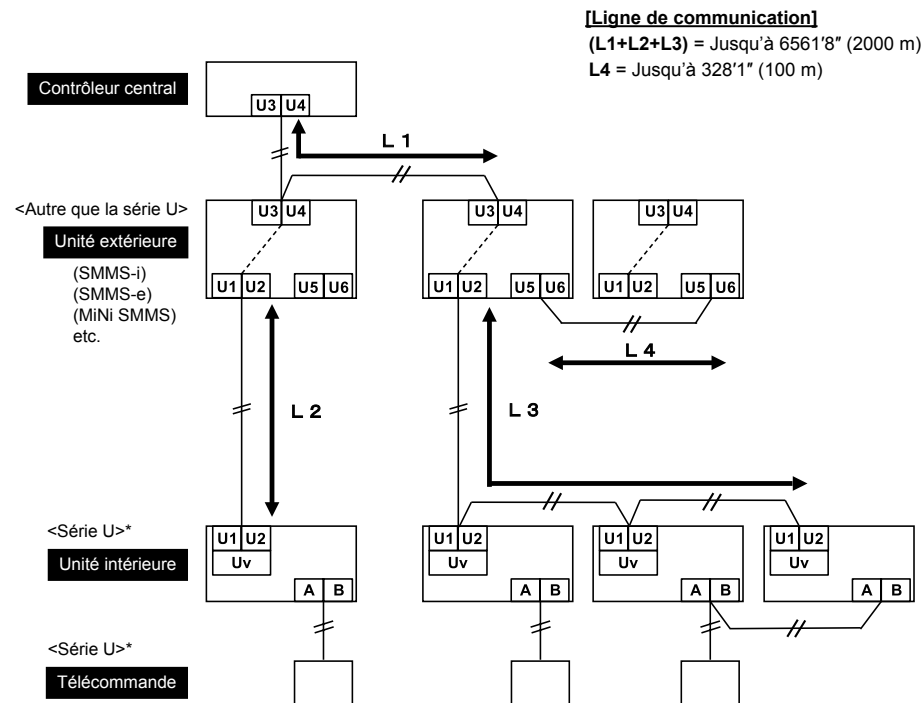 [Ligne de communication]
(L1+L2+L3) = Jusqu'à 6561'8" (2000 m)
L4 = Jusqu'à 328'1" (100 m)
Contrôleur central
U3 U4
L 1
<Autre que la série U>
Unité extérieure
(SMMS-i)
(SMMS-e)
(MiNi SMMS)
etc.
U3 U4
U3 U4
U3 U4
U1 U2 U5 U6
U1 U2 U5 U6
U1 U2 U5 U6
L 4
L 2
L 3
<Série U>*
Unité intérieure
U1 U2
Uv
A B
U1 U2
Uv
A B
U1 U2
Uv
A B
U1 U2
Uv
A B
<Série U>*
Télécommande